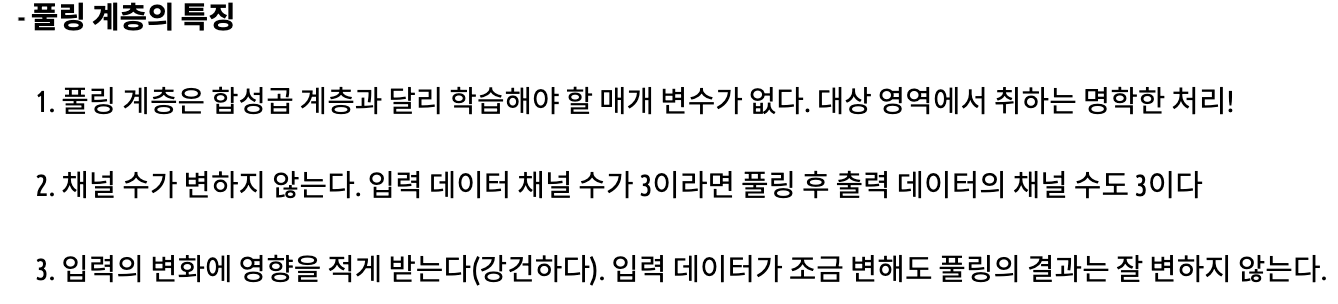 - 풀링 계층의 특징
1. 풀링 계층은 합성곱 계층과 달리 학습해야 할 매개 변수가 없다. 대상 영역에서 취하는 명학한 처리!
2. 채널 수가 변하지 않는다. 입력 데이터 채널 수가 3이라면 풀링 후 출력 데이터의 채널 수도 3이다
3. 입력의 변화에 영향을 적게 받는다(강건하다). 입력 데이터가 조금 변해도 풀링의 결과는 잘 변하지 않는다.